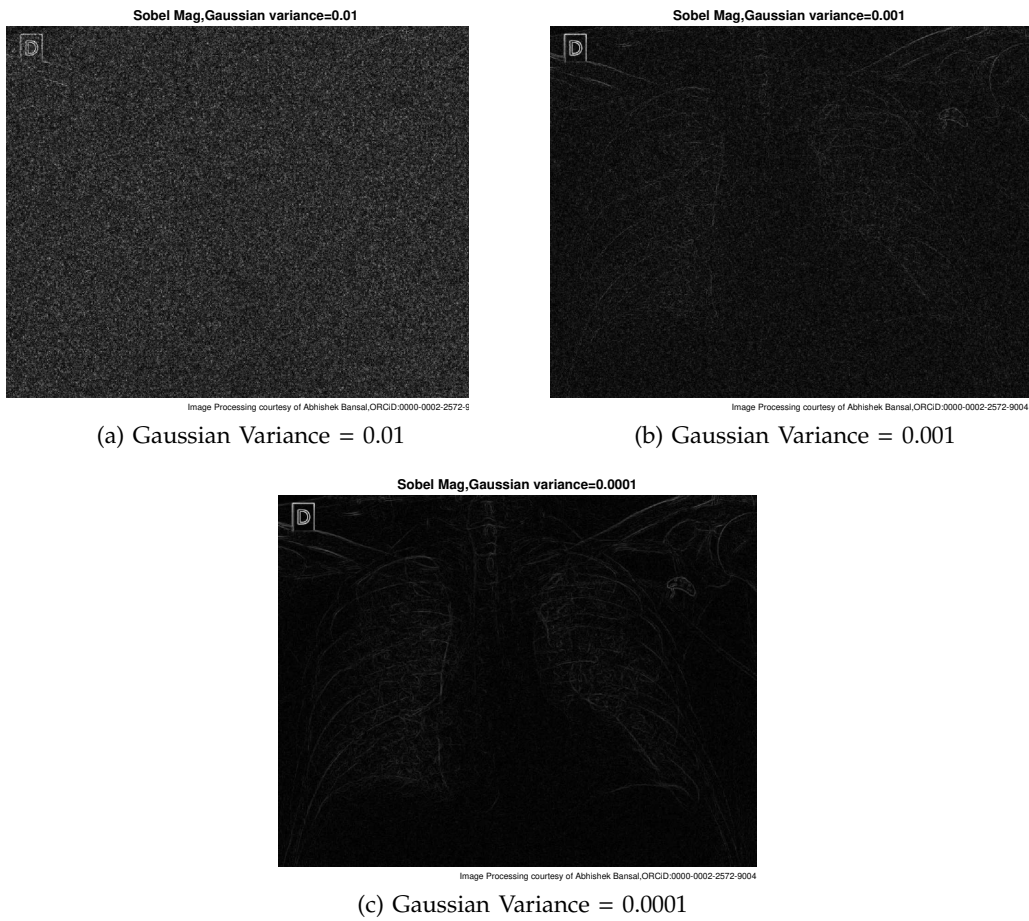 Sobel Mag,Gaussian variance=0.01
D
Image Processing courtesy of Abhishek Bansal,ORCiD:0000-0002-2572-9
(a) Gaussian Variance = 0.01
Sobel Mag,Gaussian variance=0.001
D
Image Processing courtesy of Abhishek Bansal,ORCiD:0000-0002-2572-9004
(b) Gaussian Variance = 0.001
Sobel Mag,Gaussian variance=0.0001
D
Image Processing courtesy of Abhishek Bansal,ORCiD:0000-0002-2572-9004
(c) Gaussian Variance = 0.0001